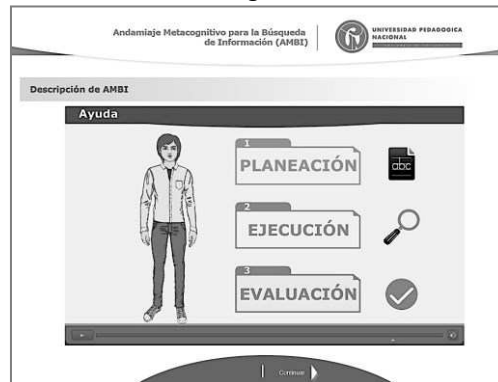 Andamiaje Metacognitivo para la Búsqueda
de Información (AMBI)
UNIVERSIDAD PEDAGOGICA
NACIONAL
Descripción de AMBI
Ayuda
1
PLANEACIÓN
abc
2
EJECUCIÓN
3
EVALUACIÓN
Continuar